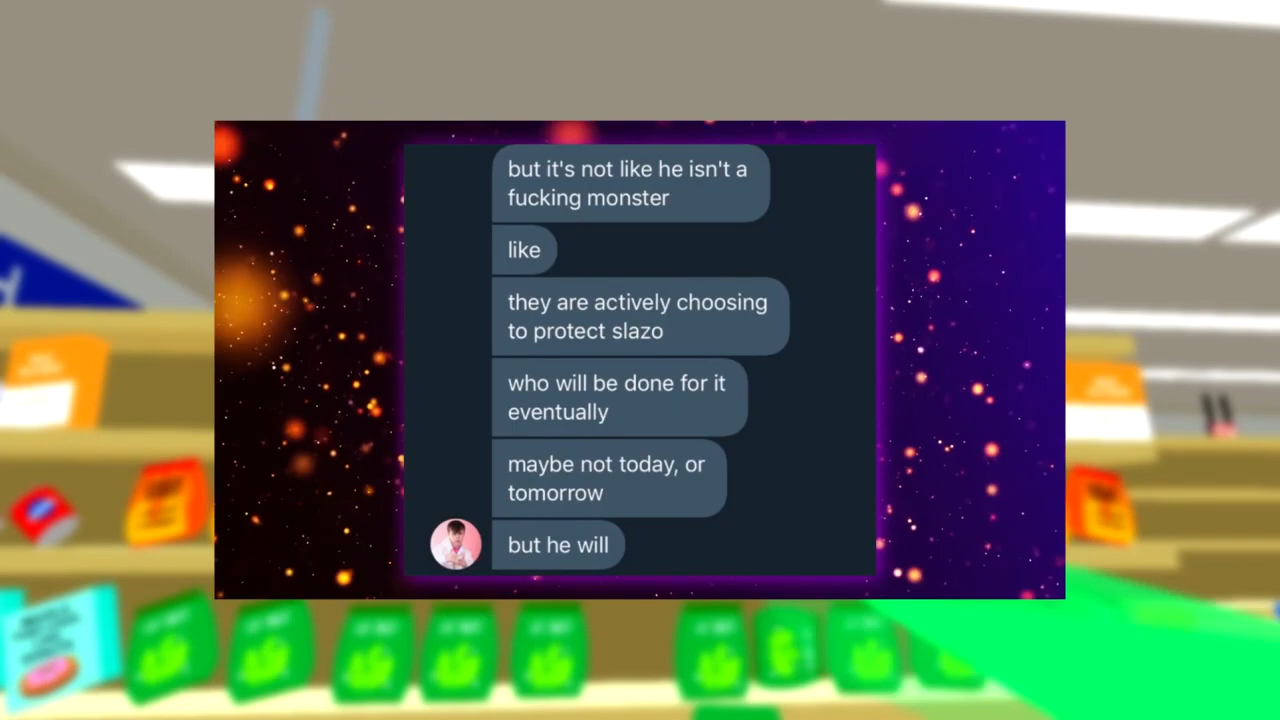 but it's not like he isn't a
fucking monster
like
they are actively choosing
to protect slazo
who will be done for it
eventually
maybe not today, or
tomorrow
but he will